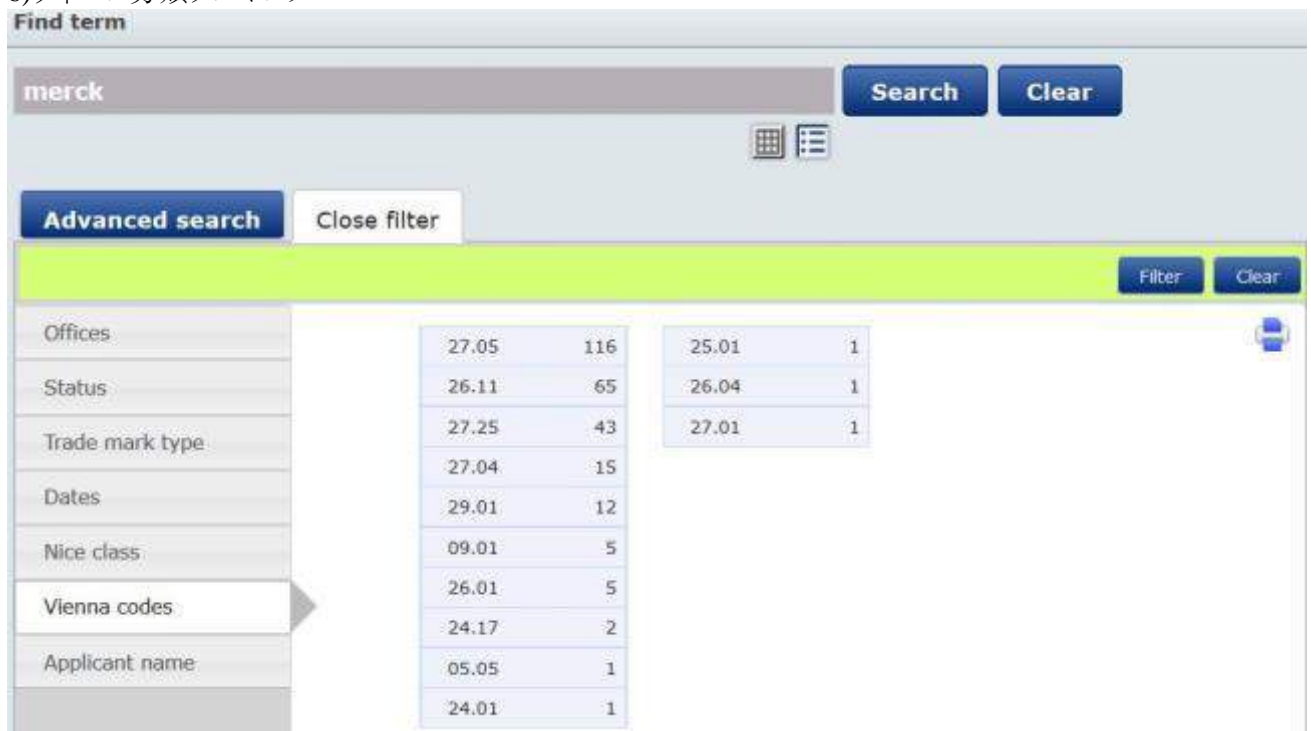 Find term
merck Search Clear
Advanced search Close filter
Filter Clear
Offices
Status
Trade mark type
Dates
Nice class
Vienna codes
Applicant name
27.05 116
26.11 65
27.25 43
27.04 15
29.01 12
09.01 5
26.01 5
24.17 2
05.05 1
24.01 1
25.01 1
26.04 1
27.01 1